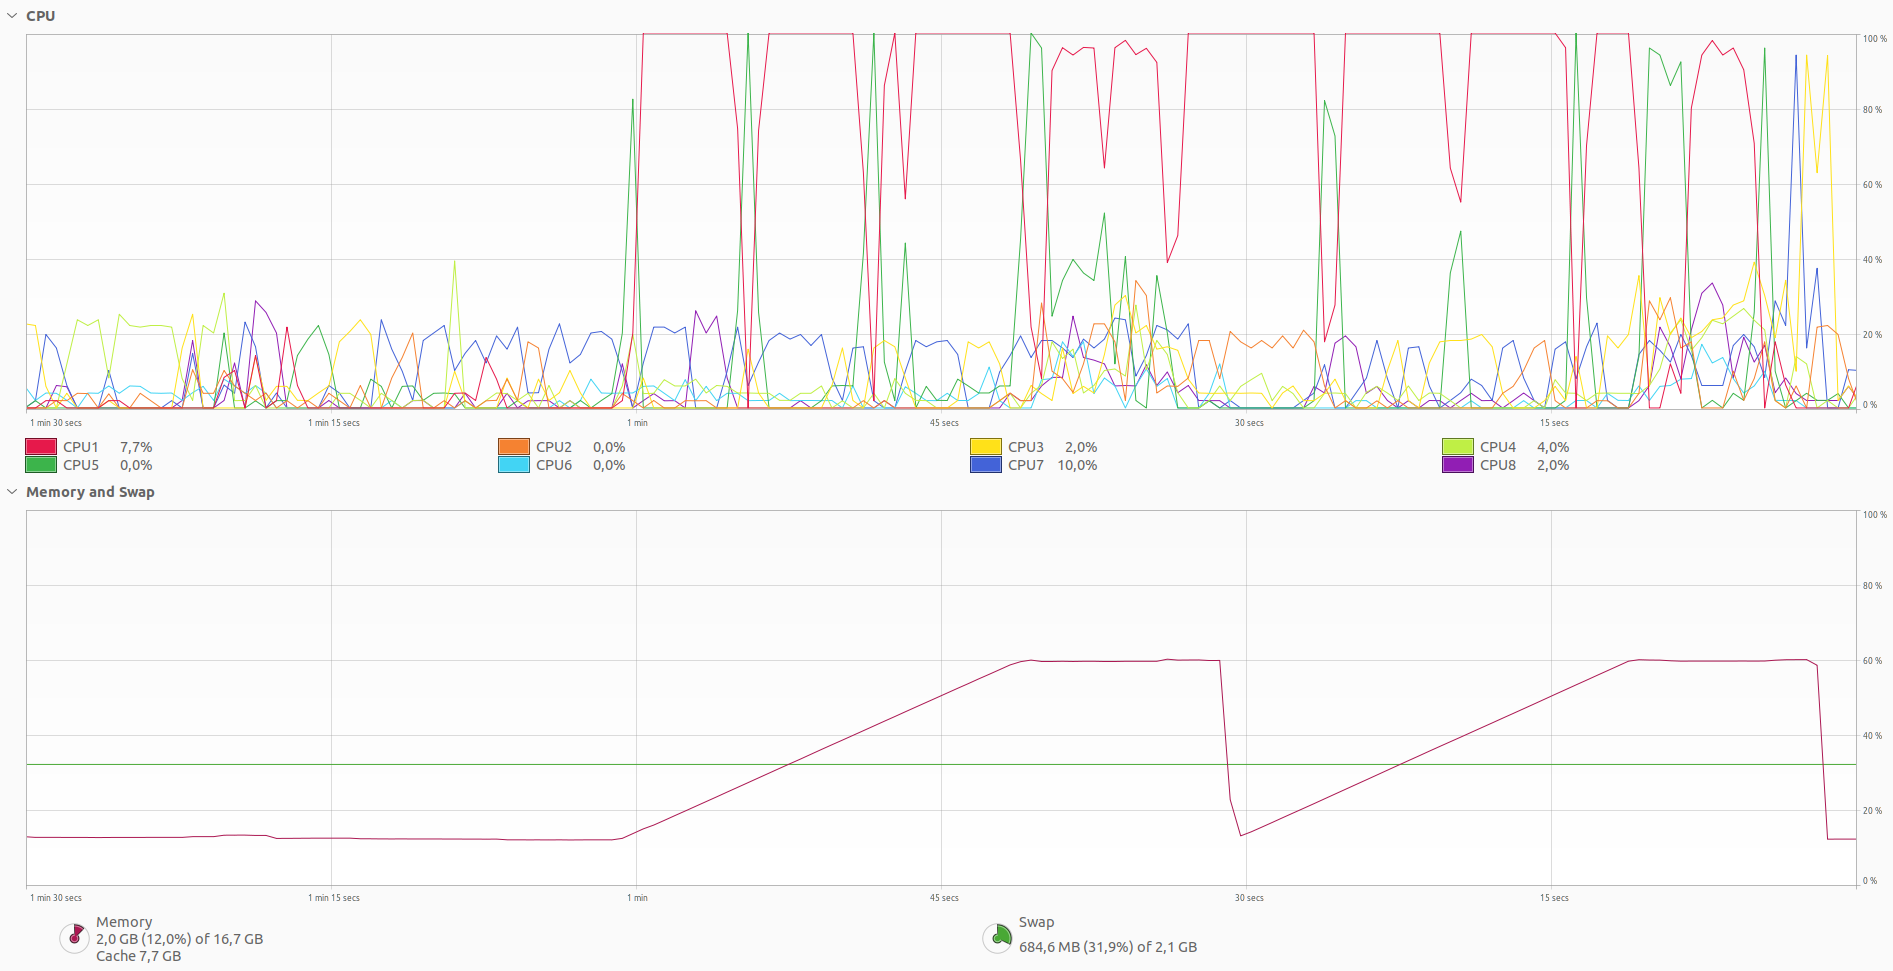 CPU
100 %
80 %
60 %
40 %
20 %
0 %
1 min 30 secs
1 min 15 secs
1 min
45 secs
30 secs
15 secs
CPU1 7,7%
CPU2 0,0%
CPU3 2,0%
CPU4 4,0%
CPU5 0,0%
CPU6 0,0%
CPU7 10,0%
CPU8 2,0%
Memory and Swap
100 %
80 %
60 %
40 %
20 %
0 %
1 min 30 secs
1 min 15 secs
1 min
45 secs
30 secs
15 secs
Memory
2,0 GB (12,0%) of 16,7 GB
Cache 7,7 GB
Swap
684,6 MB (31,9%) of 2,1 GB